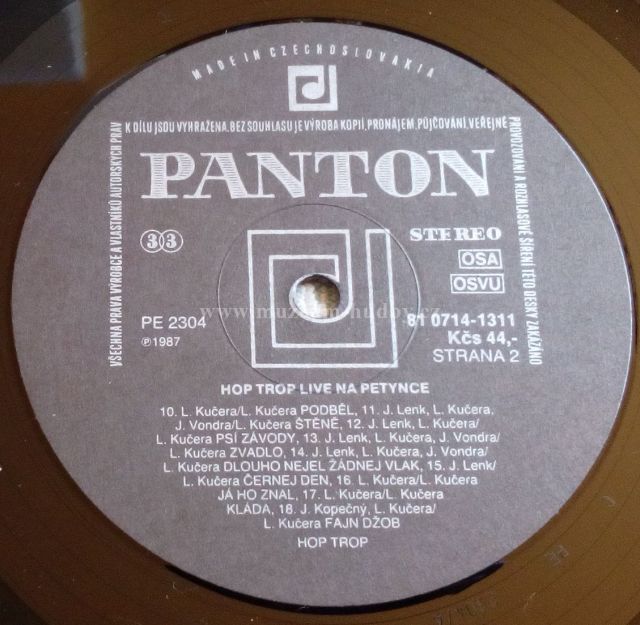 MADE IN CZECHOSLOVAKIA
VŠECHNA PRÁVA VÝROBCE A VLASTNÍKŮ AUTORSKÝCH PRÁV
K DÍLU JSOU VYHRAŽENA. BEZ SOUHLASU JE VÝROBA KOPIÍ, PRONÁJEM, PŮJČOVÁNÍ, VEŘEJNÉ
PROVOZOVÁNÍ A ROZHLASOVÉ ŠÍŘENÍ TÉTO DESKY ZAKÁZÁNO
PANTON
33
STEREO
OSA
OSVU
www.muzeum-hudby.cz
PE 2304
81 0714-1311
℗1987
Kčs 44,-
STRANA 2
HOP TROP LIVE NA PETYNCE
10. L. Kučera/L. Kučera PODBĚL, 11. J. Lenk, L. Kučera,
J. Vondra/L. Kučera ŠTĚNĚ, 12. J. Lenk, L. Kučera/
L. Kučera PSÍ ZÁVODY, 13. J. Lenk, L. Kučera, J. Vondra/
L. Kučera ZVADLO, 14. J. Lenk, L. Kučera, J. Vondra/
L. Kučera DLOUHO NEJEL ŽÁDNEJ VLAK, 15. J. Lenk/
L. Kučera ČERNEJ DEN, 16. L. Kučera/L. Kučera
JÁ HO ZNAL, 17. L. Kučera/L. Kučera
KLÁDA, 18. J. Kopečný, L. Kučera/
L. Kučera FAJN DŽOB
HOP TROP